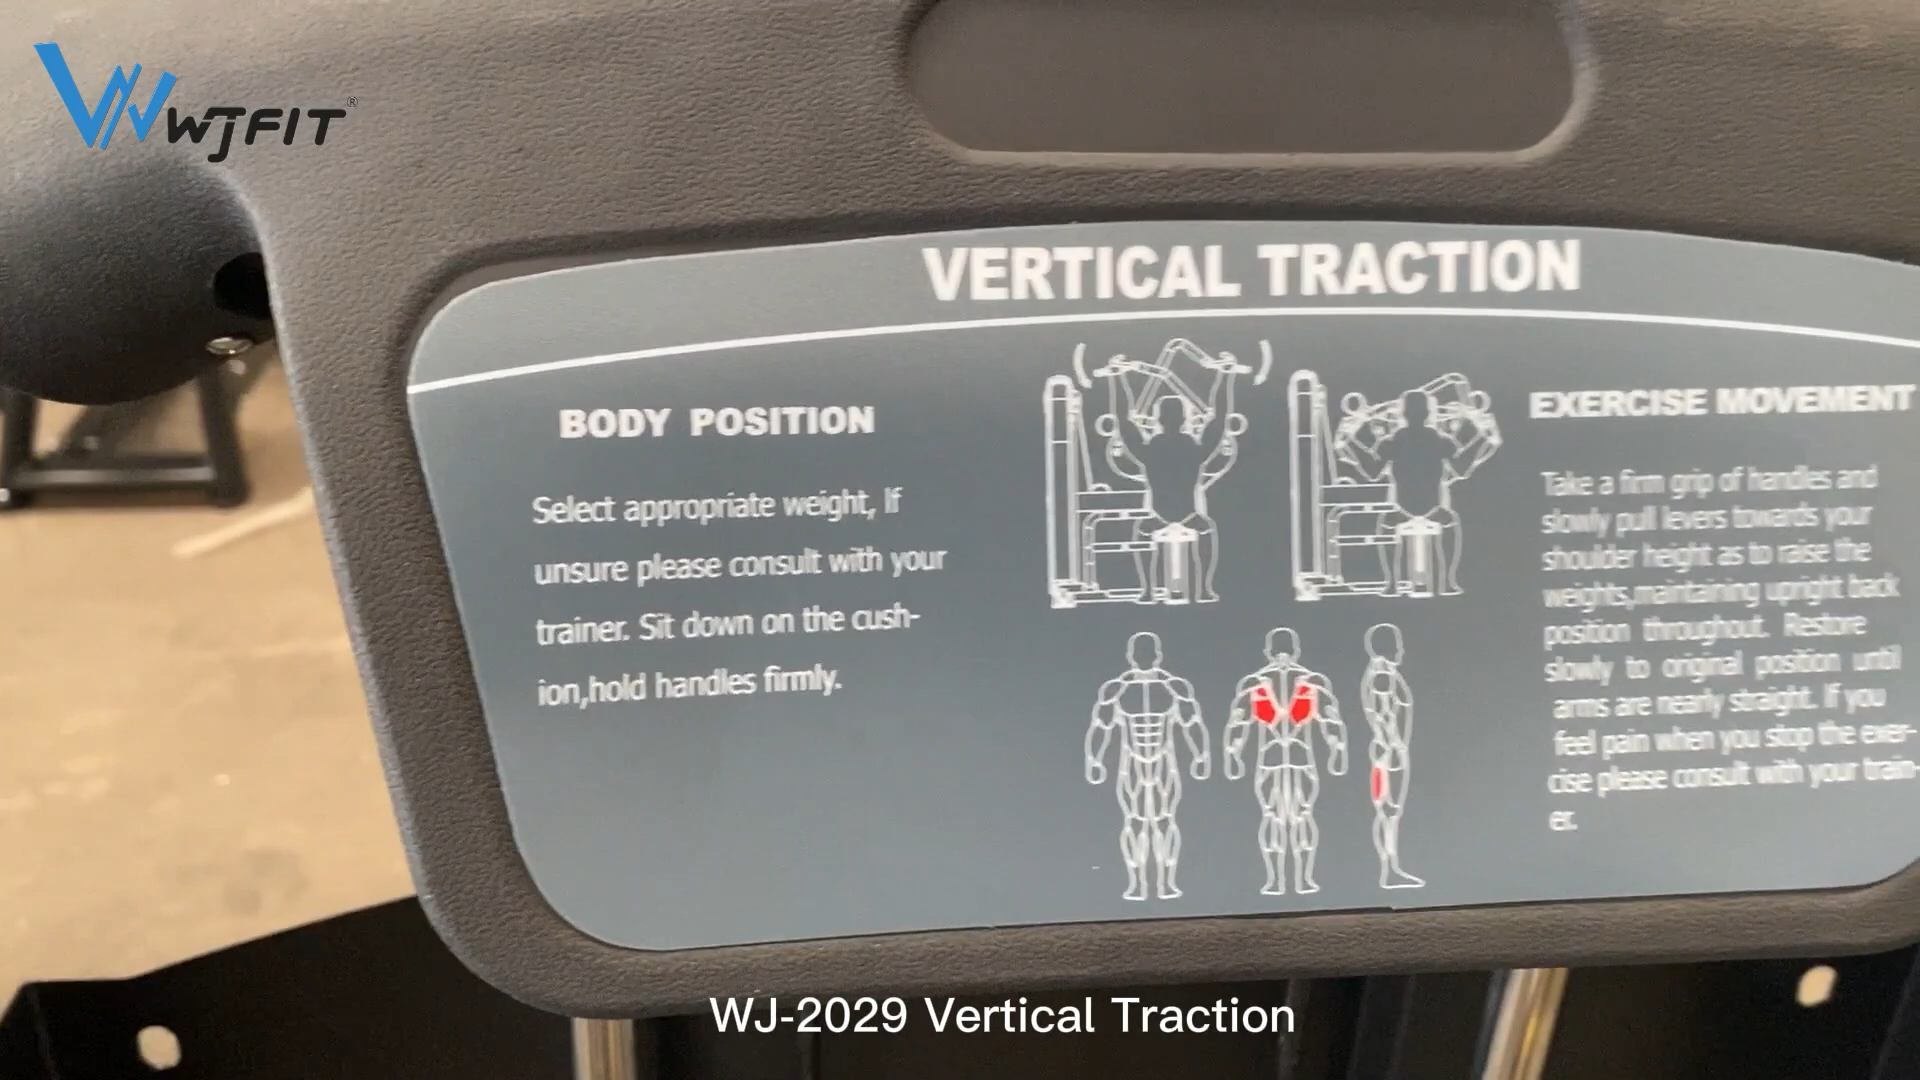 WJFIT®
VERTICAL TRACTION
BODY POSITION
Select appropriate weight, If
unsure please consult with your
trainer. Sit down on the cush-
ion,hold handles firmly.
EXERCISE MOVEMENT
Take a firm grip of handles and
slowly pull levers towards your
shoulder height as to raise the
weights,maintaining upright back
position throughout. Restore
slowly to original position until
arms are nearly straight. If you
feel pain when you stop the exer-
cise please consult with your train-
er.
WJ-2029 Vertical Traction